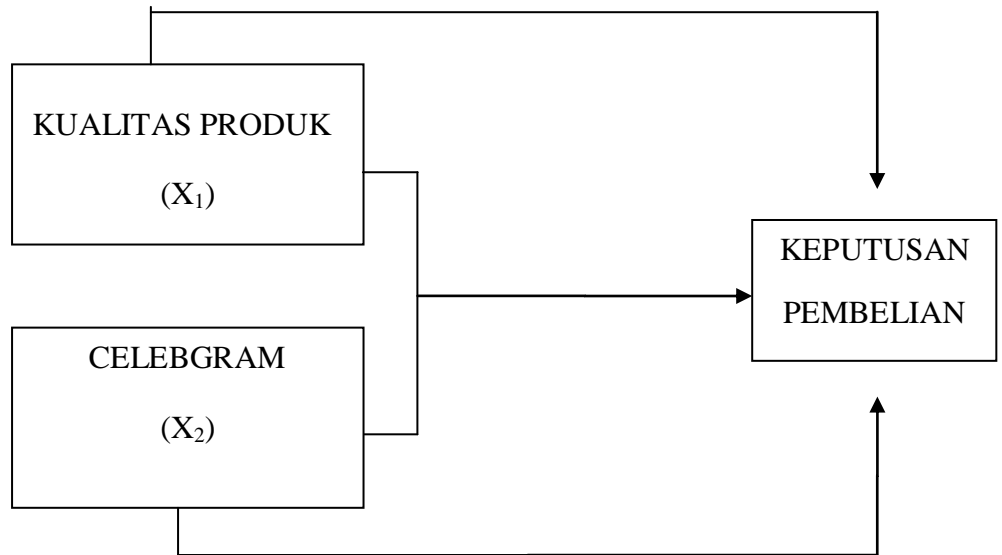 KUALITAS PRODUK
(X₁)
KEPUTUSAN
PEMBELIAN
CELEBGRAM
(X₂)